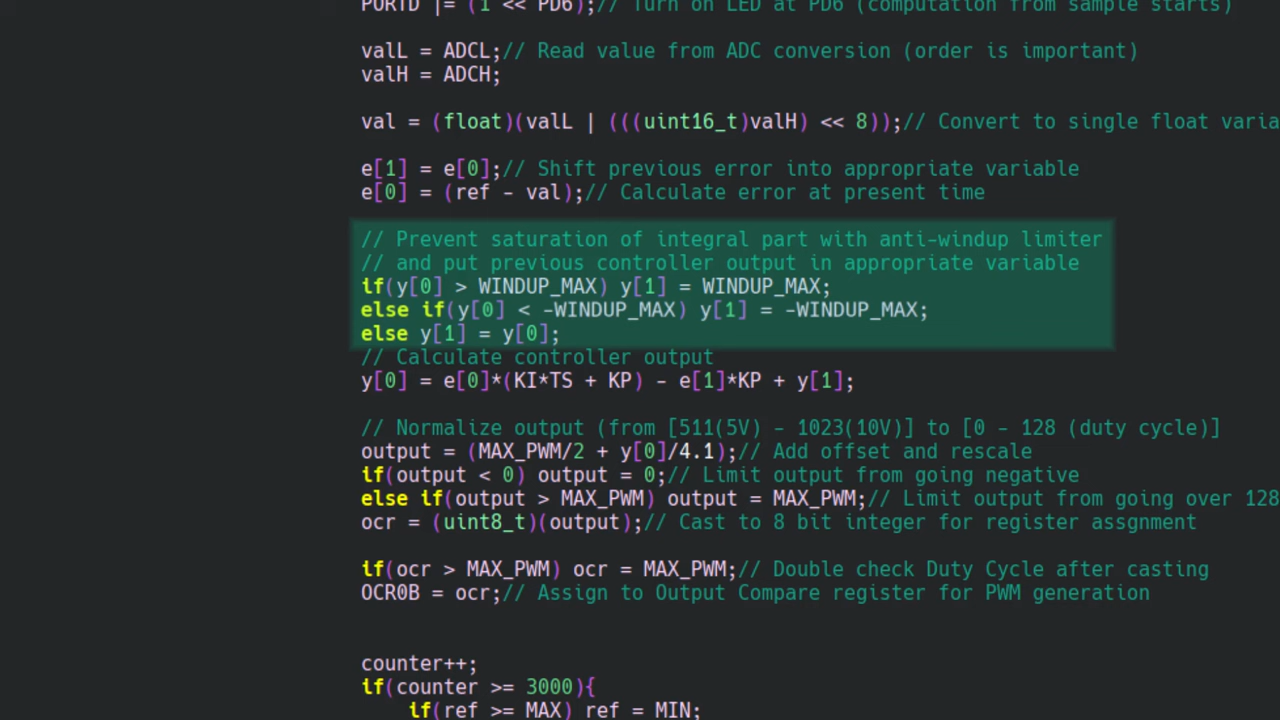 PORTD |= (1 << PD6);// Turn on LED at PD6 (computation from sample starts)
valL = ADCL;// Read value from ADC conversion (order is important)
valH = ADCH;
val = (float)(valL | (((uint16_t)valH) << 8));// Convert to single float varia
e[1] = e[0];// Shift previous error into appropriate variable
e[0] = (ref - val);// Calculate error at present time
// Prevent saturation of integral part with anti-windup limiter
// and put previous controller output in appropriate variable
if(y[0] > WINDUP_MAX) y[1] = WINDUP_MAX;
else if(y[0] < -WINDUP_MAX) y[1] = -WINDUP_MAX;
else y[1] = y[0];
// Calculate controller output
y[0] = e[0]*(KI*TS + KP) - e[1]*KP + y[1];
// Normalize output (from [511(5V) - 1023(10V)] to [0 - 128 (duty cycle)]
output = (MAX_PWM/2 + y[0]/4.1);// Add offset and rescale
if(output < 0) output = 0;// Limit output from going negative
else if(output > MAX_PWM) output = MAX_PWM;// Limit output from going over 128
ocr = (uint8_t)(output);// Cast to 8 bit integer for register assgnment
if(ocr > MAX_PWM) ocr = MAX_PWM;// Double check Duty Cycle after casting
OCR0B = ocr;// Assign to Output Compare register for PWM generation
counter++;
if(counter >= 3000){
if(ref >= MAX) ref = MIN;